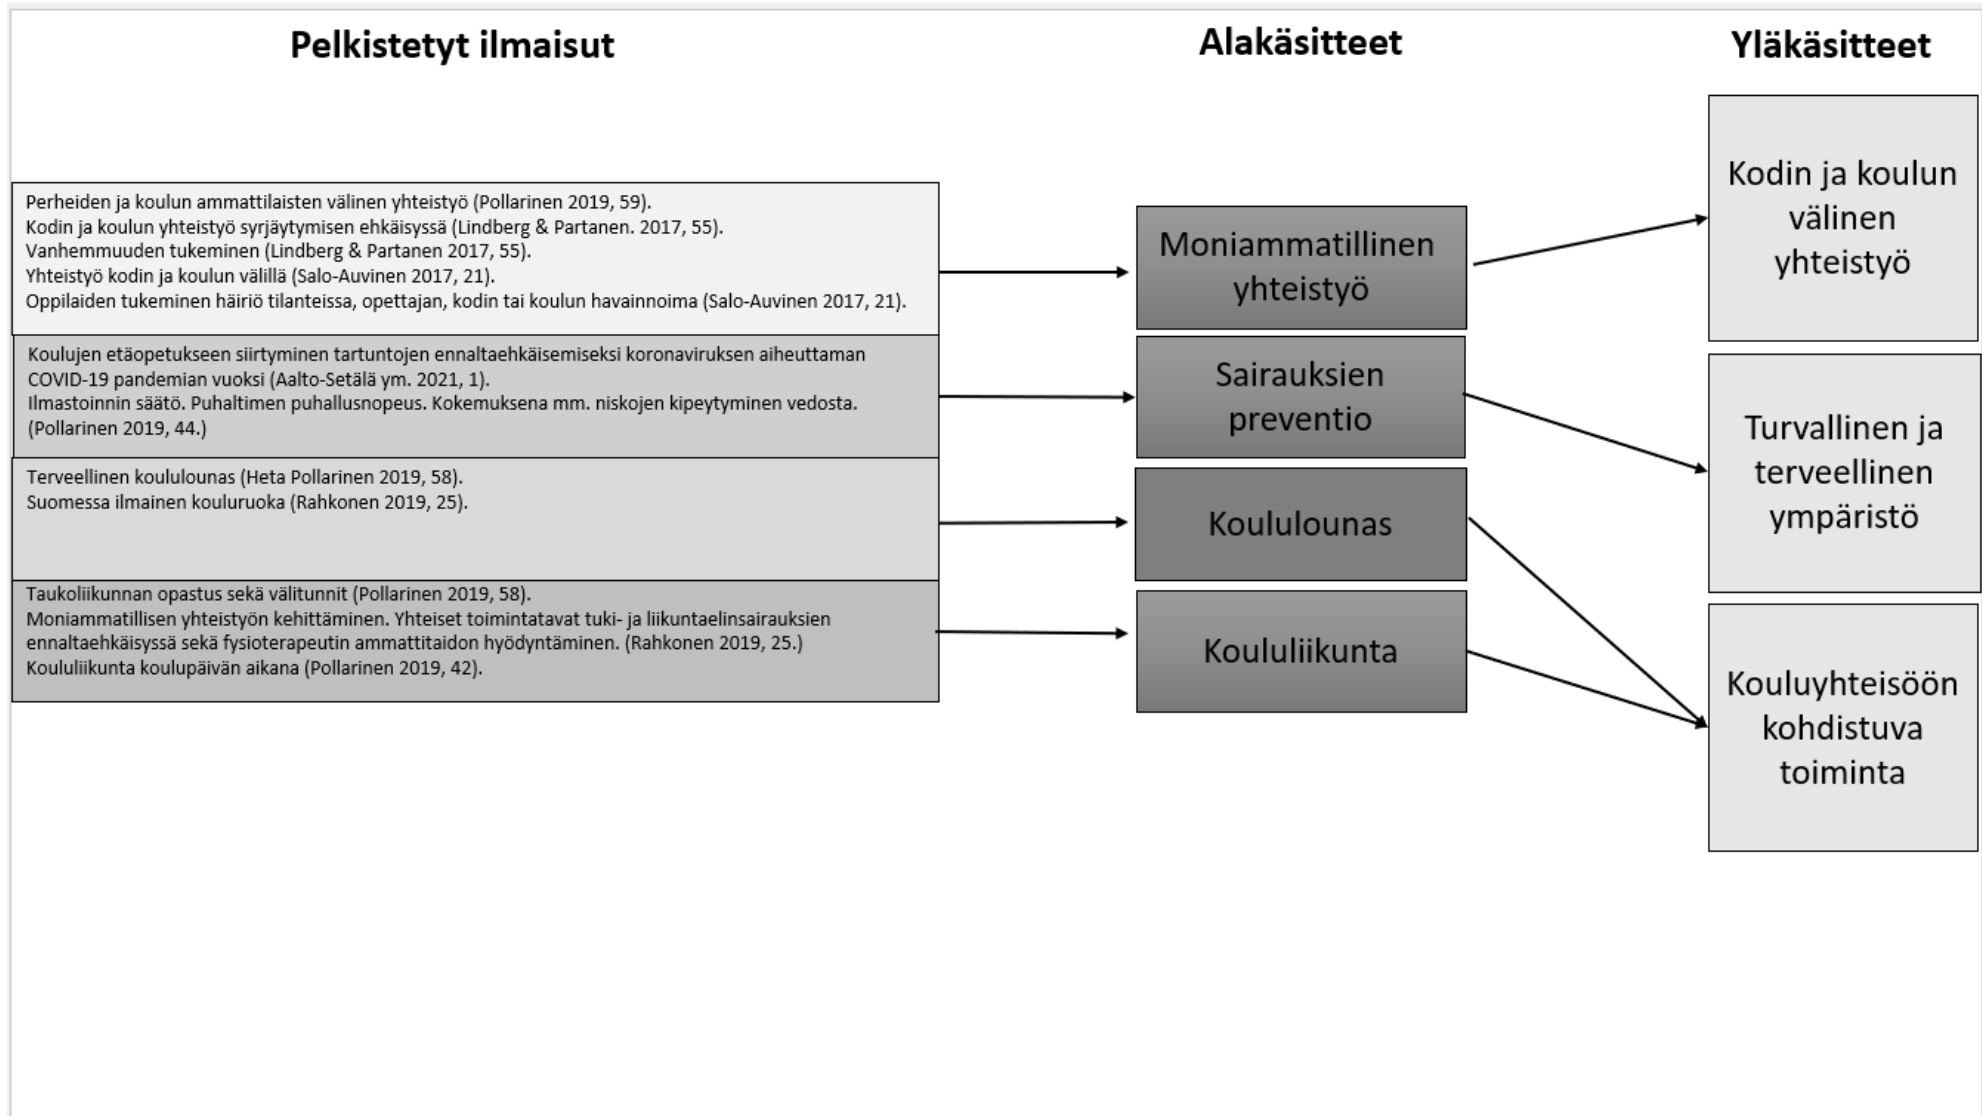 Pelkistetyt ilmaisut
Alakäsitteet
Yläkäsitteet
Perheiden ja koulun ammattilaisten välinen yhteistyö (Pollarinen 2019, 59).
Kodin ja koulun yhteistyö syrjäytymisen ehkäisyssä (Lindberg & Partanen. 2017, 55).
Vanhemmuuden tukeminen (Lindberg & Partanen 2017, 55).
Yhteistyö kodin ja koulun välillä (Salo-Auvinen 2017, 21).
Oppilaiden tukeminen häiriö tilanteissa, opettajan, kodin tai koulun havainnoima (Salo-Auvinen 2017, 21).
Koulujen etäopetukseen siirtyminen tartuntojen ennaltaehkäisemiseksi koronaviruksen aiheuttaman
COVID-19 pandemian vuoksi (Aalto-Setälä ym. 2021, 1).
Ilmastoinnin säätö. Puhaltimen puhallusnopeus. Kokemuksena mm. niskojen kipeytyminen vedosta.
(Pollarinen 2019, 44.)
Terveellinen koululounas (Heta Pollarinen 2019, 58).
Suomessa ilmainen kouluruoka (Rahkonen 2019, 25).
Taukoliikunnan opastus sekä välitunnit (Pollarinen 2019, 58).
Moniammatillisen yhteistyön kehittäminen. Yhteiset toimintatavat tuki- ja liikuntaelinsairauksien
ennaltaehkäisyssä sekä fysioterapeutin ammattitaidon hyödyntäminen. (Rahkonen 2019, 25.)
Koululiikunta koulupäivän aikana (Pollarinen 2019, 42).
Moniammatillinen
yhteistyö
Sairauksien
preventio
Koululounas
Koululiikunta
Kodin ja koulun
välinen
yhteistyö
Turvallinen ja
terveellinen
ympäristö
Kouluyhteisöön
kohdistuva
toiminta